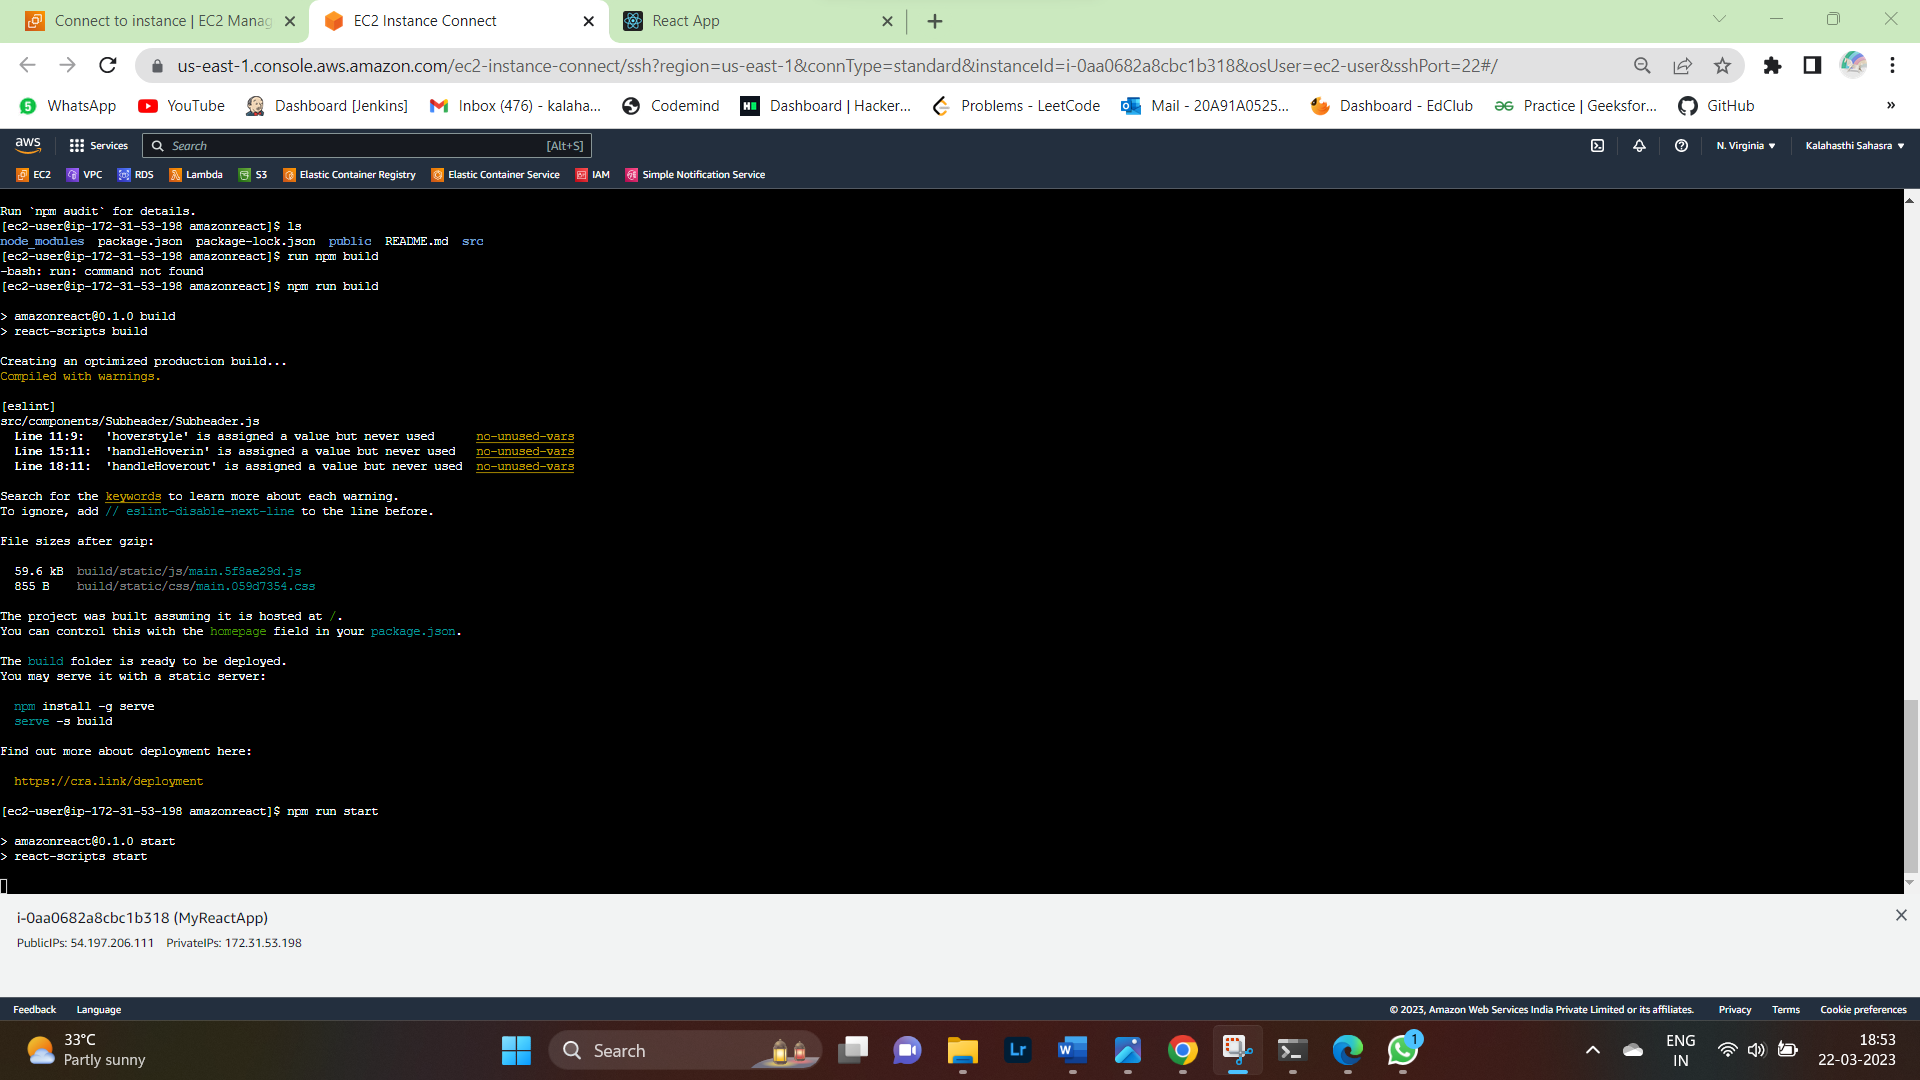 Connect to instance | EC2 Manag
EC2 Instance Connect
React App
us-east-1.console.aws.amazon.com/ec2-instance-connect/ssh?region=us-east-1&connType=standard&instanceId=i-0aa0682a8cbc1b318&osUser=ec2-user&sshPort=22#/
WhatsApp
YouTube
Dashboard [Jenkins]
Inbox (476) - kalaha...
Codemind
Dashboard | Hacker...
Problems - LeetCode
Mail - 20A91A0525...
Dashboard - EdClub
Practice | Geeksfor...
GitHub
»
aws
Services
Search
[Alt+S]
N. Virginia
Kalahasthi Sahasra
EC2
VPC
RDS
Lambda
S3
Elastic Container Registry
Elastic Container Service
IAM
Simple Notification Service
Run `npm audit` for details.
[ec2-user@ip-172-31-53-198 amazonreact]$ ls
node_modules  package.json  package-lock.json  public  README.md  src
[ec2-user@ip-172-31-53-198 amazonreact]$ run npm build
-bash: run: command not found
[ec2-user@ip-172-31-53-198 amazonreact]$ npm run build
> amazonreact@0.1.0 build
> react-scripts build
Creating an optimized production build...
Compiled with warnings.
[eslint]
src/components/Subheader/Subheader.js
Line 11:9:   'hoverstyle' is assigned a value but never used      no-unused-vars
Line 15:11:  'handleHoverin' is assigned a value but never used   no-unused-vars
Line 18:11:  'handleHoverout' is assigned a value but never used  no-unused-vars
Search for the keywords to learn more about each warning.
To ignore, add // eslint-disable-next-line to the line before.
File sizes after gzip:
59.6 kB  build/static/js/main.5f8ae29d.js
855 B    build/static/css/main.059d7354.css
The project was built assuming it is hosted at /.
You can control this with the homepage field in your package.json.
The build folder is ready to be deployed.
You may serve it with a static server:
npm install -g serve
serve -s build
Find out more about deployment here:
https://cra.link/deployment
[ec2-user@ip-172-31-53-198 amazonreact]$ npm run start
> amazonreact@0.1.0 start
> react-scripts start
i-0aa0682a8cbc1b318 (MyReactApp)
PublicIPs: 54.197.206.111   PrivateIPs: 172.31.53.198
Feedback
Language
© 2023, Amazon Web Services India Private Limited or its affiliates.
Privacy
Terms
Cookie preferences
33°C
Partly sunny
Search
Lr
W
1
ENG
IN
18:53
22-03-2023